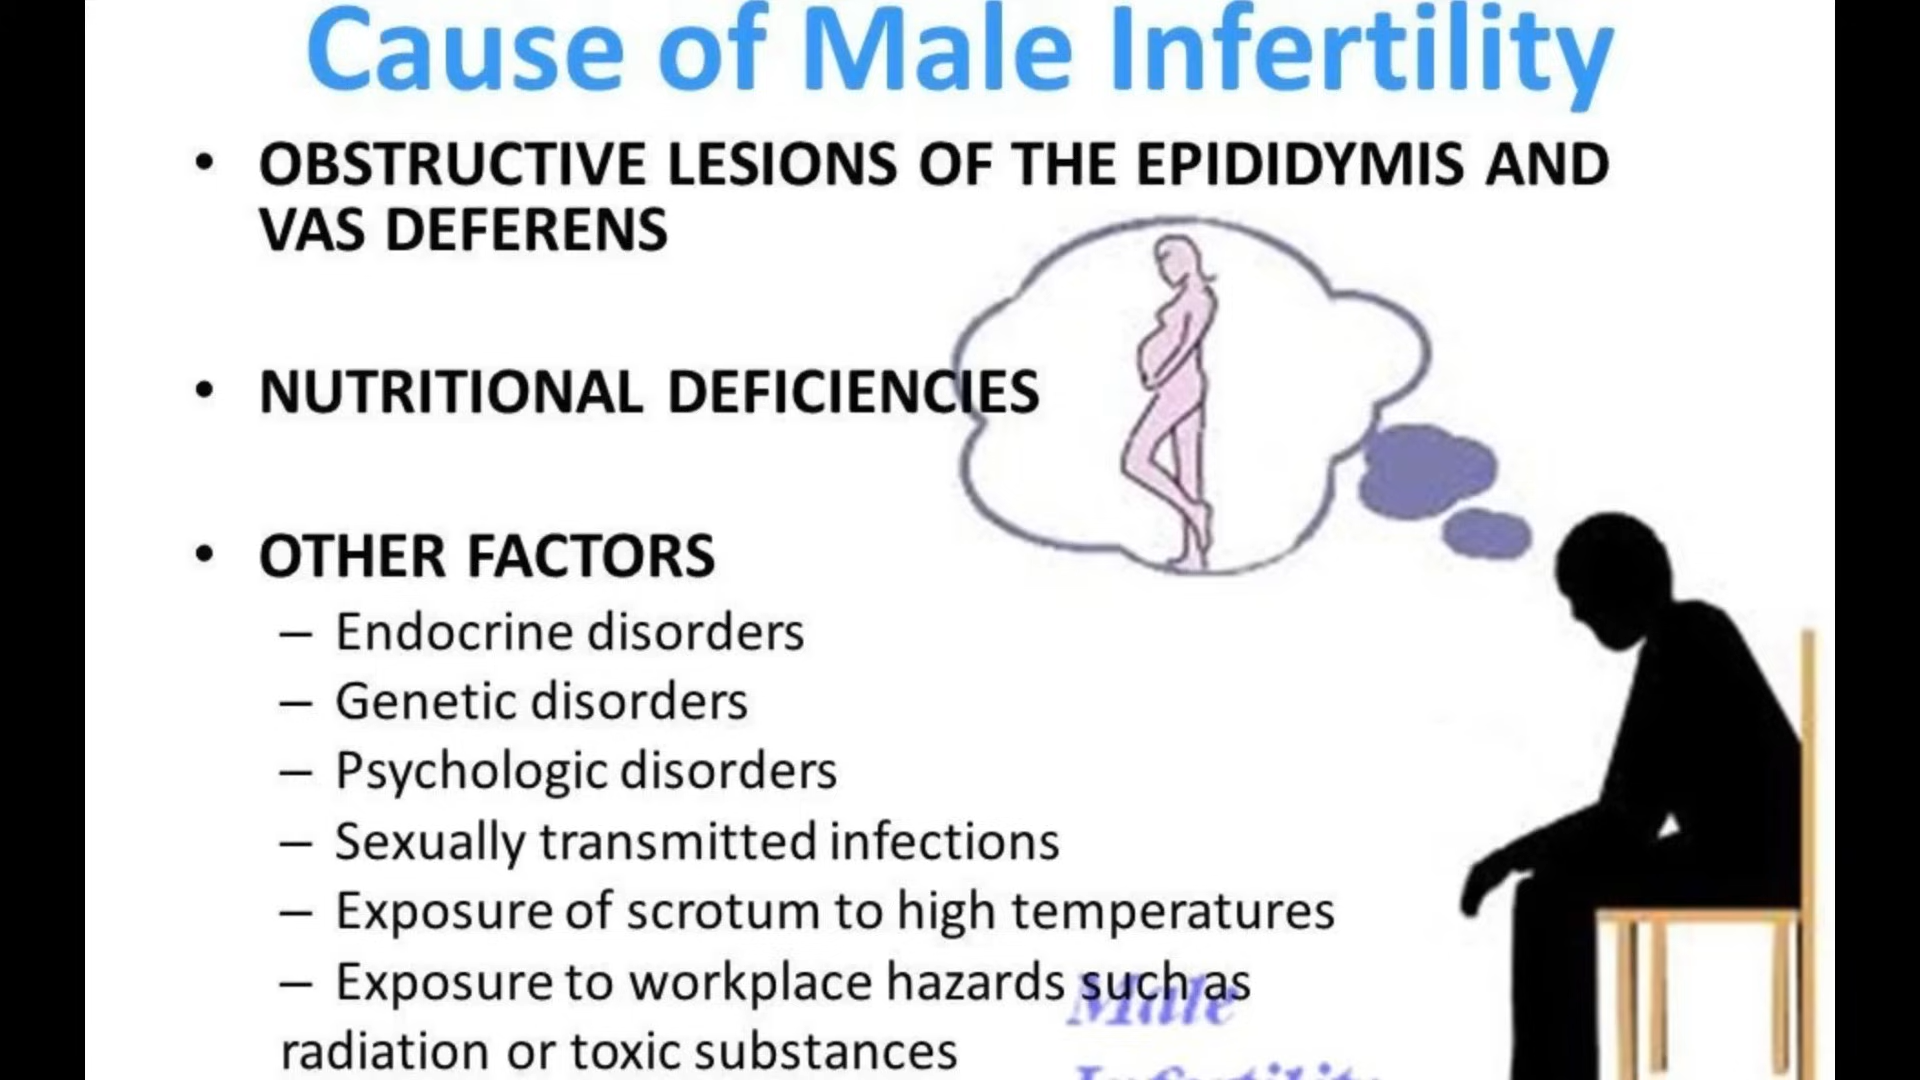 Cause of Male Infertility
• OBSTRUCTIVE LESIONS OF THE EPIDIDYMIS AND
VAS DEFERENS
• NUTRITIONAL DEFICIENCIES
• OTHER FACTORS
– Endocrine disorders
– Genetic disorders
– Psychologic disorders
– Sexually transmitted infections
– Exposure of scrotum to high temperatures
– Exposure to workplace hazards such as
radiation or toxic substances
Male
Infertility